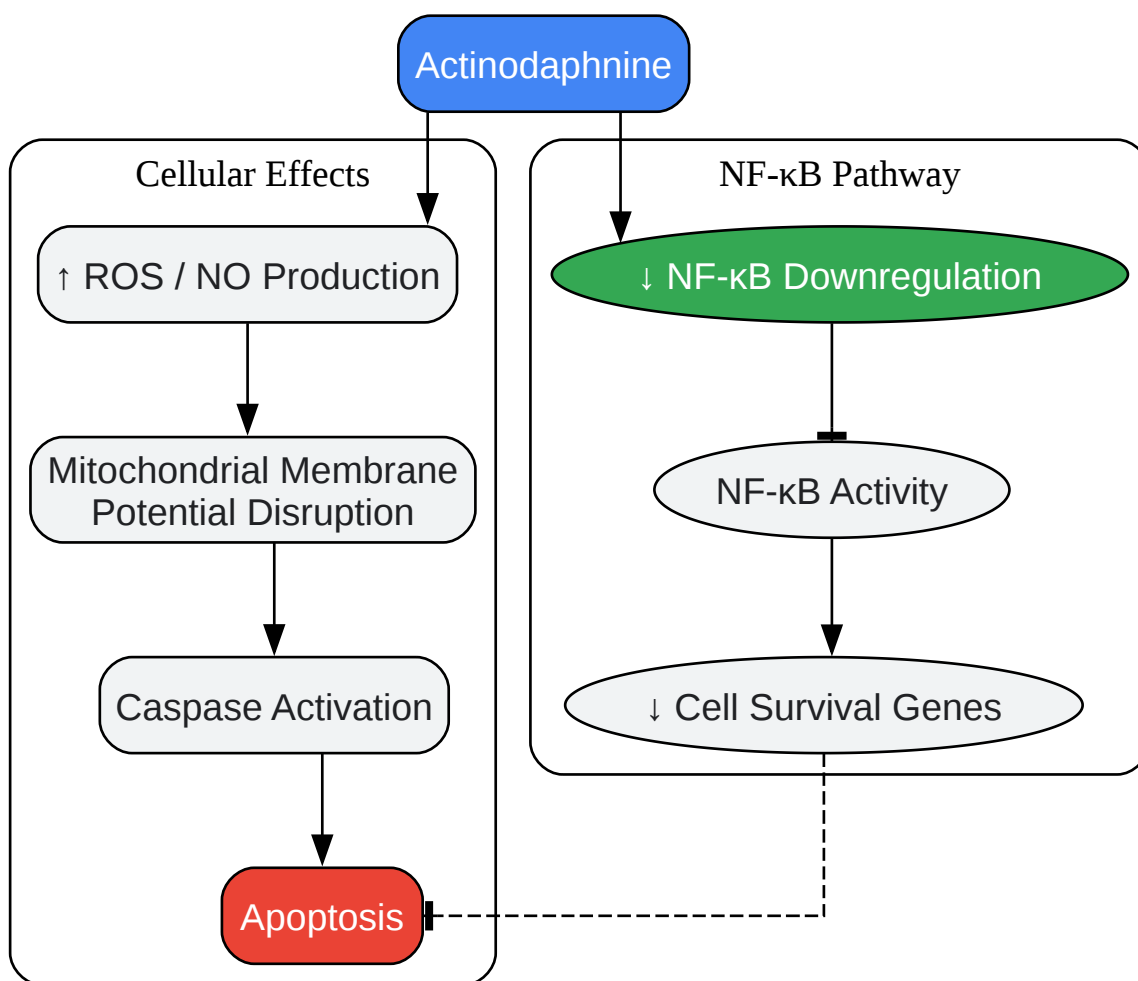 Actinodaphnine
Cellular Effects
↑ ROS / NO Production
Mitochondrial Membrane
Potential Disruption
Caspase Activation
Apoptosis
NF-κB Pathway
↓ NF-κB Downregulation
NF-κB Activity
↓ Cell Survival Genes